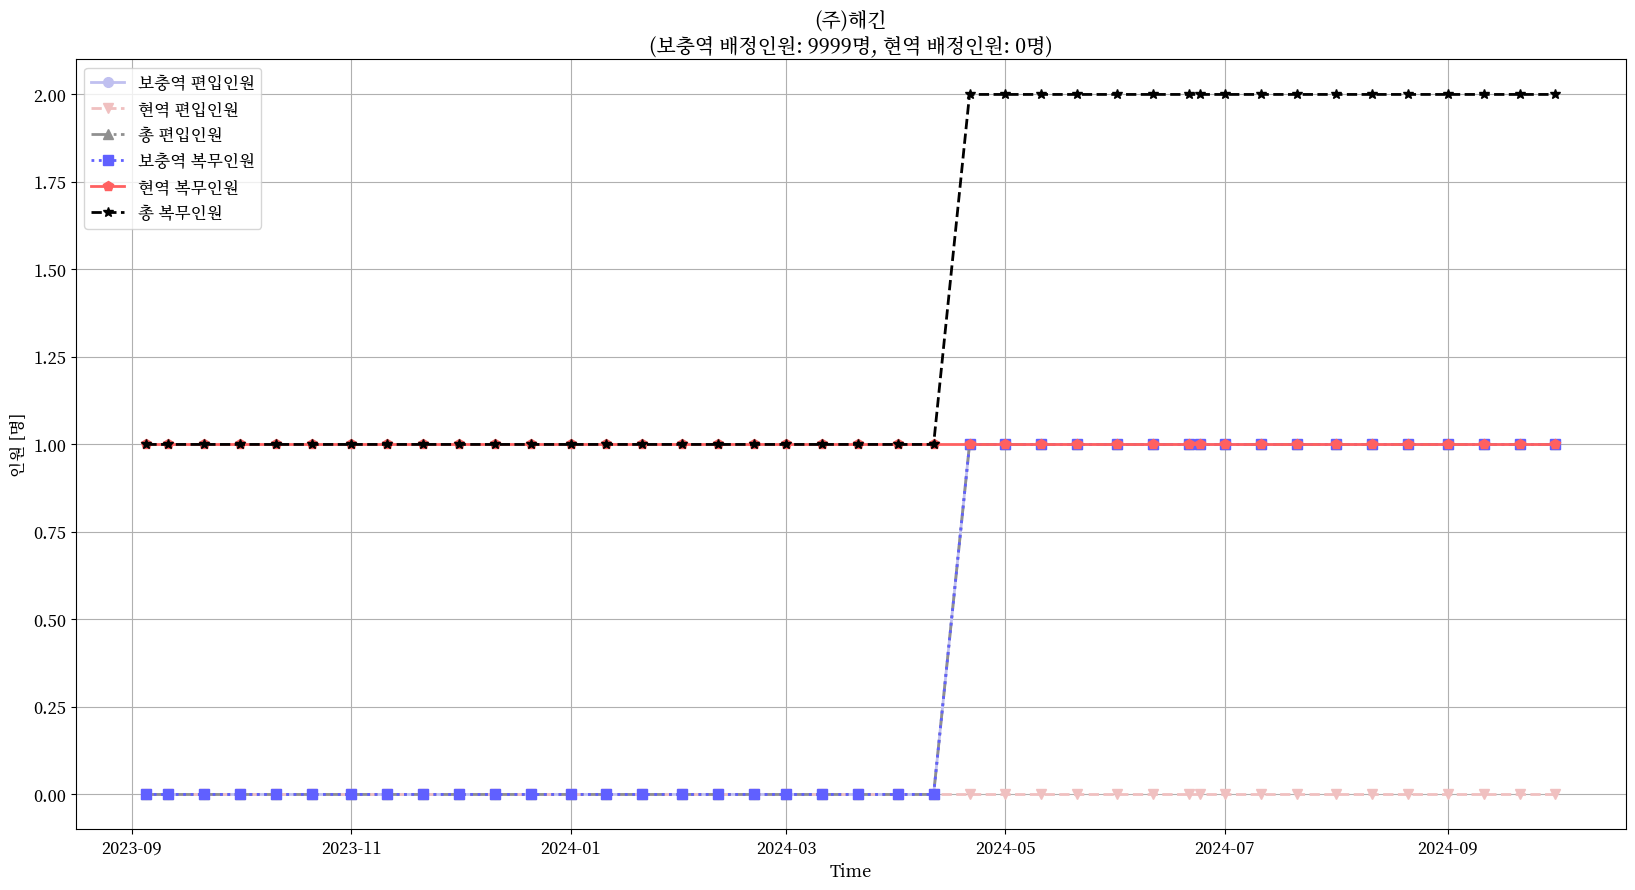 (주)해긴
(보충역 배정인원: 9999명, 현역 배정인원: 0명)
보충역 편입인원
현역 편입인원
총 편입인원
보충역 복무인원
현역 복무인원
총 복무인원
2.00
1.75
1.50
1.25
1.00
0.75
0.50
0.25
0.00
인원 [명]
2023-09
2023-11
2024-01
2024-03
2024-05
2024-07
2024-09
Time